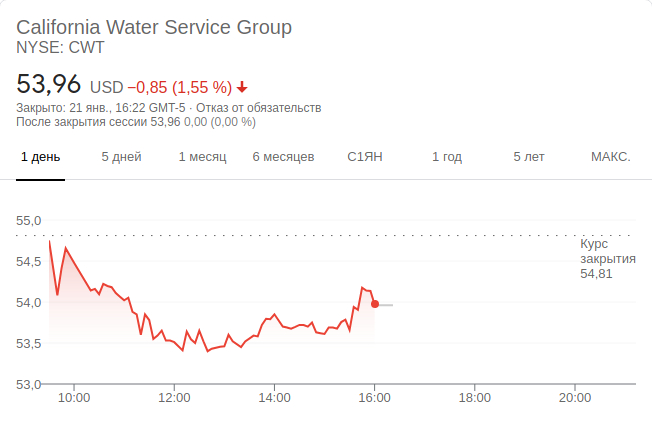 California Water Service Group
NYSE: CWT
53,96 USD −0,85 (1,55 %)
Закрыто: 21 янв., 16:22 GMT-5 · Отказ от обязательств
После закрытия сессии 53,96 0,00 (0,00 %)
1 день 5 дней 1 месяц 6 месяцев С1ЯН 1 год 5 лет МАКС.
55,0
Курс
закрытия
54,81
54,5
54,0
53,5
53,0
10:00 12:00 14:00 16:00 18:00 20:00